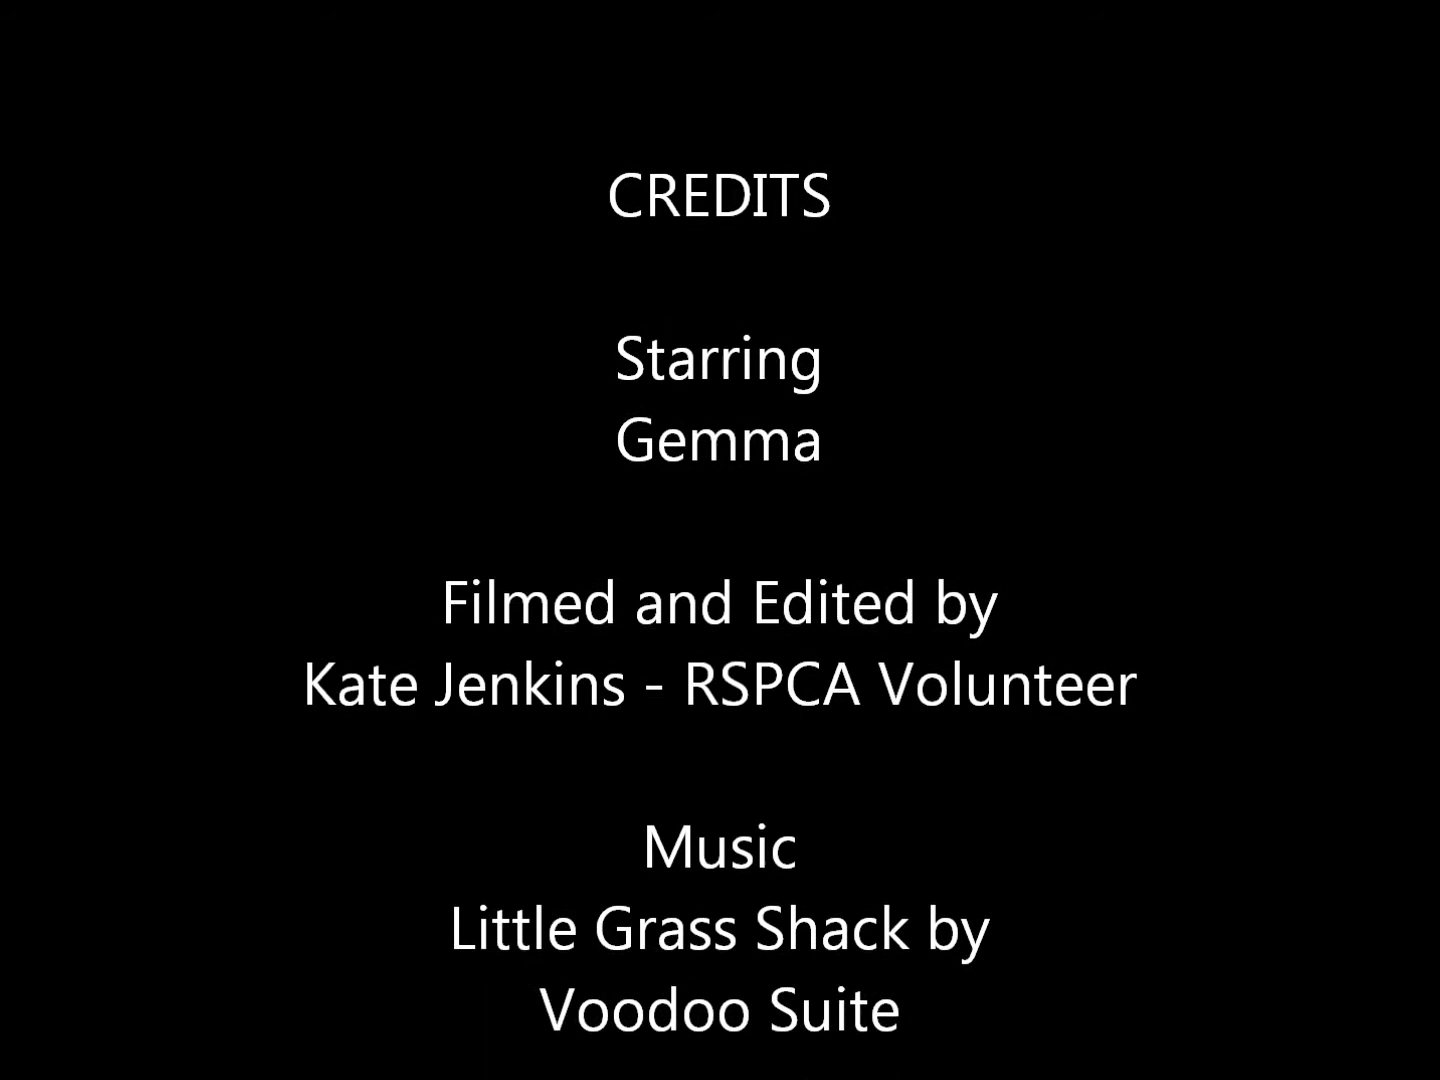 CREDITS
Starring
Gemma
Filmed and Edited by
Kate Jenkins - RSPCA Volunteer
Music
Little Grass Shack by
Voodoo Suite